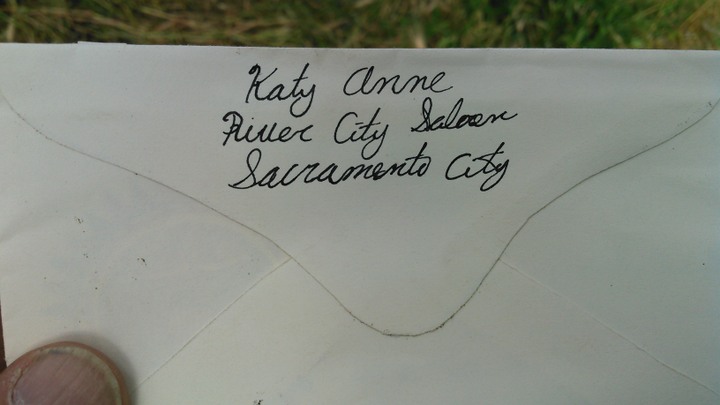 Katy Anne
River City Saloon
Sacramento City